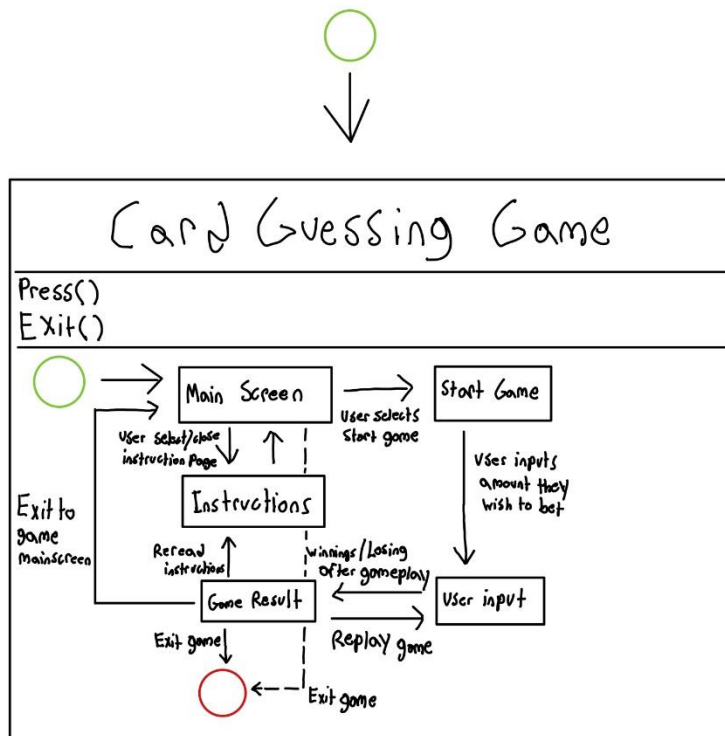 Card Guessing Game
Press()
Exit()
Main Screen
Start Game
User selects
Start game
User select/close
instruction Page
Instructions
User inputs
amount they
wish to bet
Exit to
game
mainscreen
Reread
instructions
Winnings/Losing
after gameplay
Game Result
User input
Replay game
Exit game
Exit game